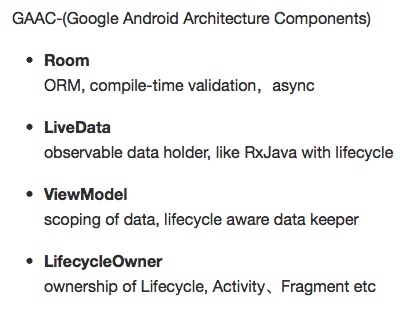 GAAC-(Google Android Architecture Components)
• Room
ORM, compile-time validation，async
• LiveData
observable data holder, like RxJava with lifecycle
• ViewModel
scoping of data, lifecycle aware data keeper
• LifecycleOwner
ownership of Lifecycle, Activity、Fragment etc